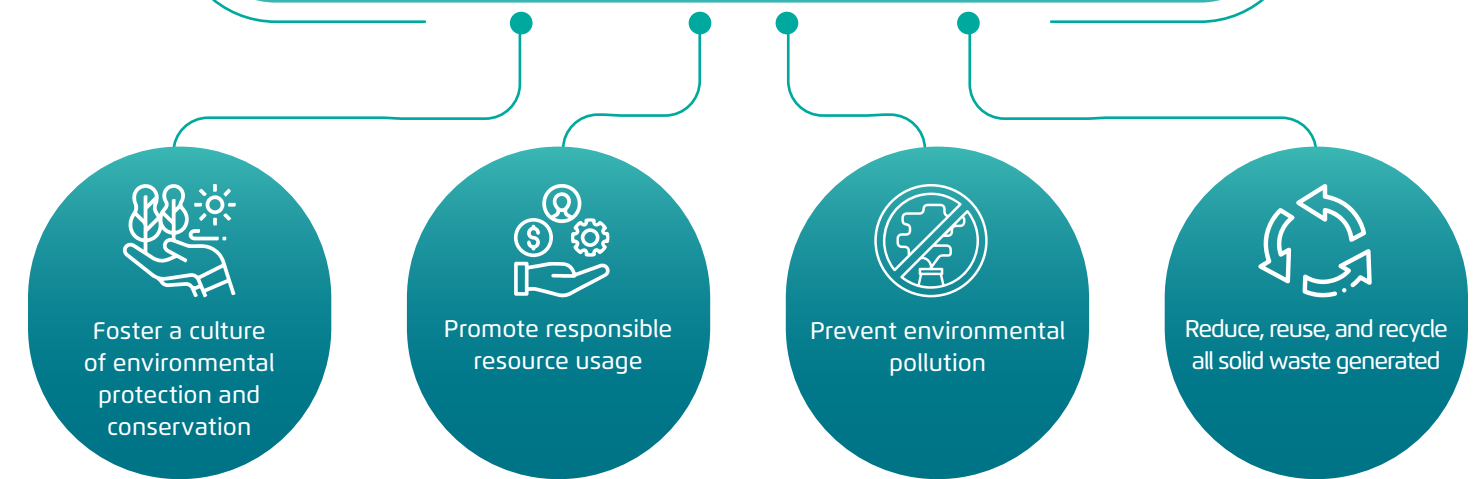 Foster a culture
of environmental
protection and
conservation
Promote responsible
resource usage
Prevent environmental
pollution
Reduce, reuse, and recycle
all solid waste generated